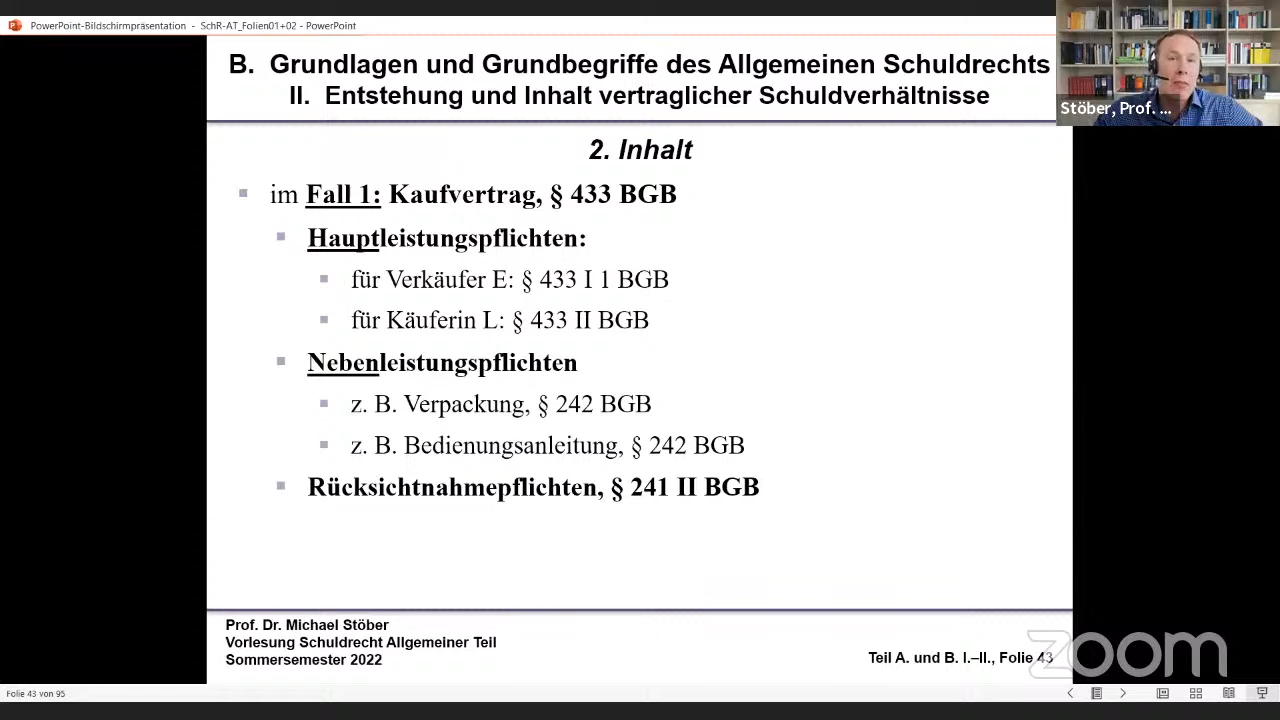 PowerPoint-Bildschirmpräsentation - SchR-AT_Folien01+02 - PowerPoint
B. Grundlagen und Grundbegriffe des Allgemeinen Schuldrechts
II. Entstehung und Inhalt vertraglicher Schuldverhältnisse
Stöber, Prof. ...
2. Inhalt
im Fall 1: Kaufvertrag, § 433 BGB
Hauptleistungspflichten:
für Verkäufer E: § 433 I 1 BGB
für Käuferin L: § 433 II BGB
Nebenleistungspflichten
z. B. Verpackung, § 242 BGB
z. B. Bedienungsanleitung, § 242 BGB
Rücksichtnahmepflichten, § 241 II BGB
Prof. Dr. Michael Stöber
Vorlesung Schuldrecht Allgemeiner Teil
Sommersemester 2022
Teil A. und B. I.–II., Folie 43
zoom
Folie 43 von 95